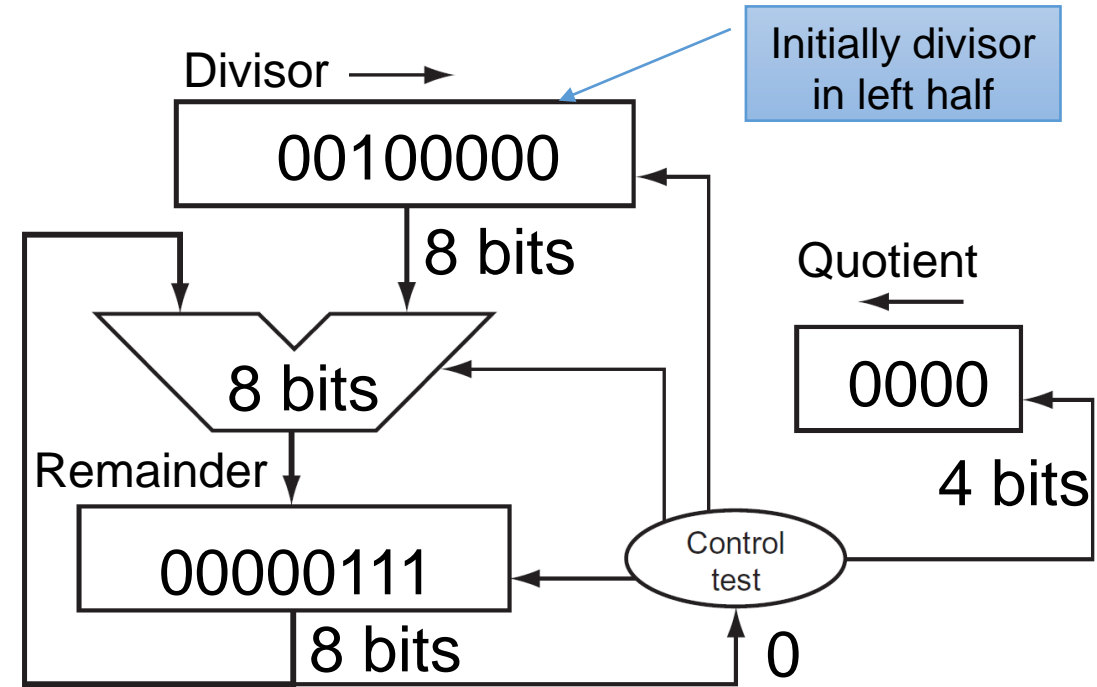 Initially divisor
in left half
Divisor
00100000
8 bits
Quotient
8 bits
0000
Remainder
4 bits
00000111
Control
test
8 bits
0